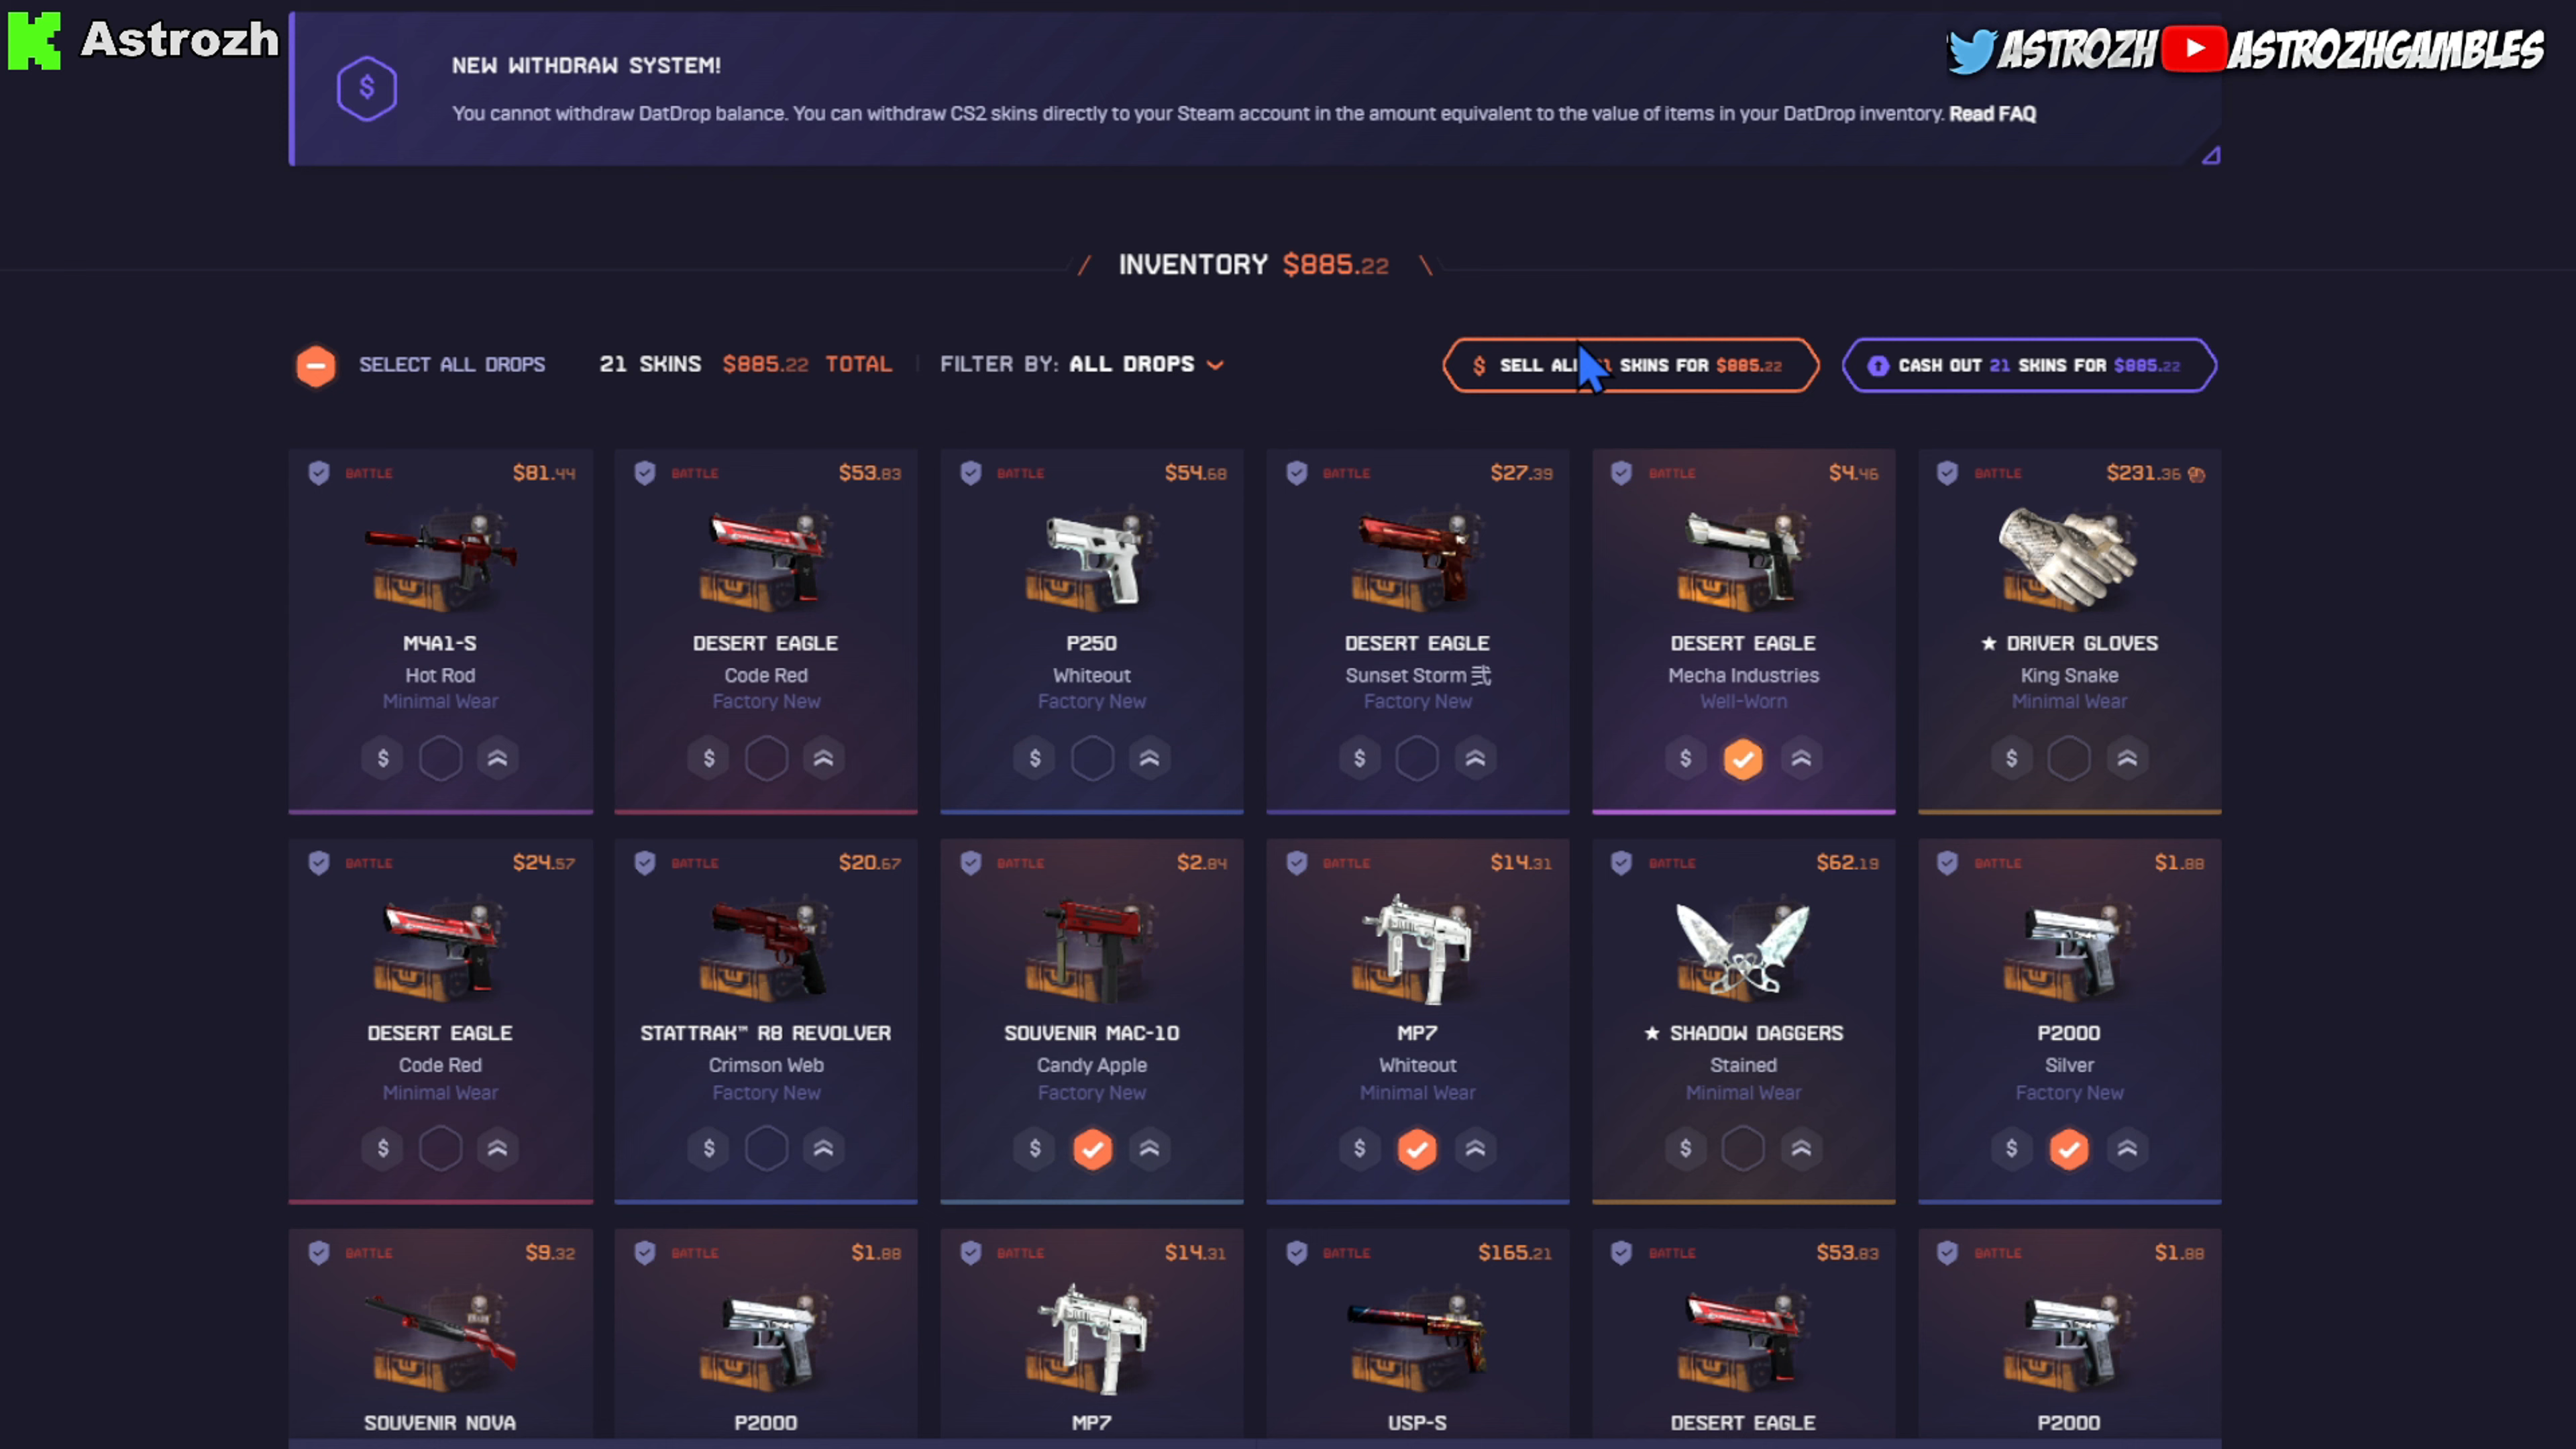 Astrozh
ASTROZH
ASTROZHGAMBLES
NEW WITHDRAW SYSTEM!
You cannot withdraw DatDrop balance. You can withdraw CS2 skins directly to your Steam account in the amount equivalent to the value of items in your DatDrop inventory. Read FAQ
INVENTORY $885.22
SELECT ALL DROPS
21 SKINS $885.22 TOTAL
FILTER BY: ALL DROPS
$ SELL ALL 21 SKINS FOR $885.22
CASH OUT 21 SKINS FOR $885.22
BATTLE $81.44
M4A1-S
Hot Rod
Minimal Wear
BATTLE $53.83
DESERT EAGLE
Code Red
Factory New
BATTLE $54.68
P250
Whiteout
Factory New
BATTLE $27.39
DESERT EAGLE
Sunset Storm 弐
Factory New
BATTLE $4.46
DESERT EAGLE
Mecha Industries
Well-Worn
BATTLE $231.36
★ DRIVER GLOVES
King Snake
Minimal Wear
BATTLE $24.57
DESERT EAGLE
Code Red
Minimal Wear
BATTLE $20.67
STATTRAK™ R8 REVOLVER
Crimson Web
Factory New
BATTLE $2.84
SOUVENIR MAC-10
Candy Apple
Factory New
BATTLE $14.31
MP7
Whiteout
Minimal Wear
BATTLE $62.19
★ SHADOW DAGGERS
Stained
Minimal Wear
BATTLE $1.88
P2000
Silver
Factory New
BATTLE $9.32
SOUVENIR NOVA
BATTLE $1.88
P2000
BATTLE $14.31
MP7
BATTLE $165.21
USP-S
BATTLE $53.83
DESERT EAGLE
BATTLE $1.88
P2000